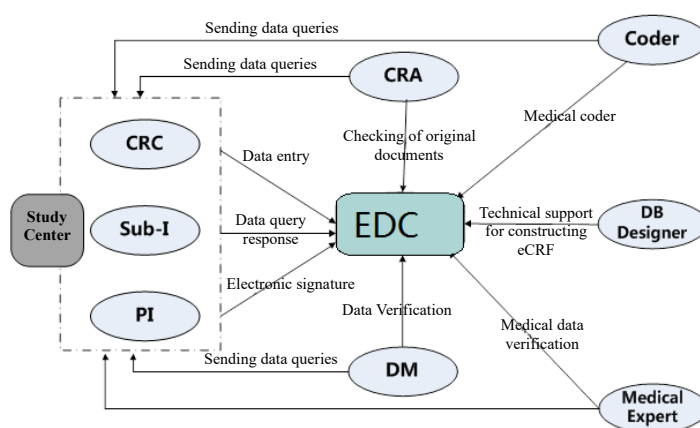 Sending data queries
Coder
Sending data queries
CRA
Medical coder
Checking of original
documents
CRC
Data entry
Study
Center
Sub-I
Data query
response
EDC
Technical support
for constructing
eCRF
DB
Designer
Electronic signature
PI
Data Verification
Medical data
verification
Sending data queries
DM
Medical
Expert